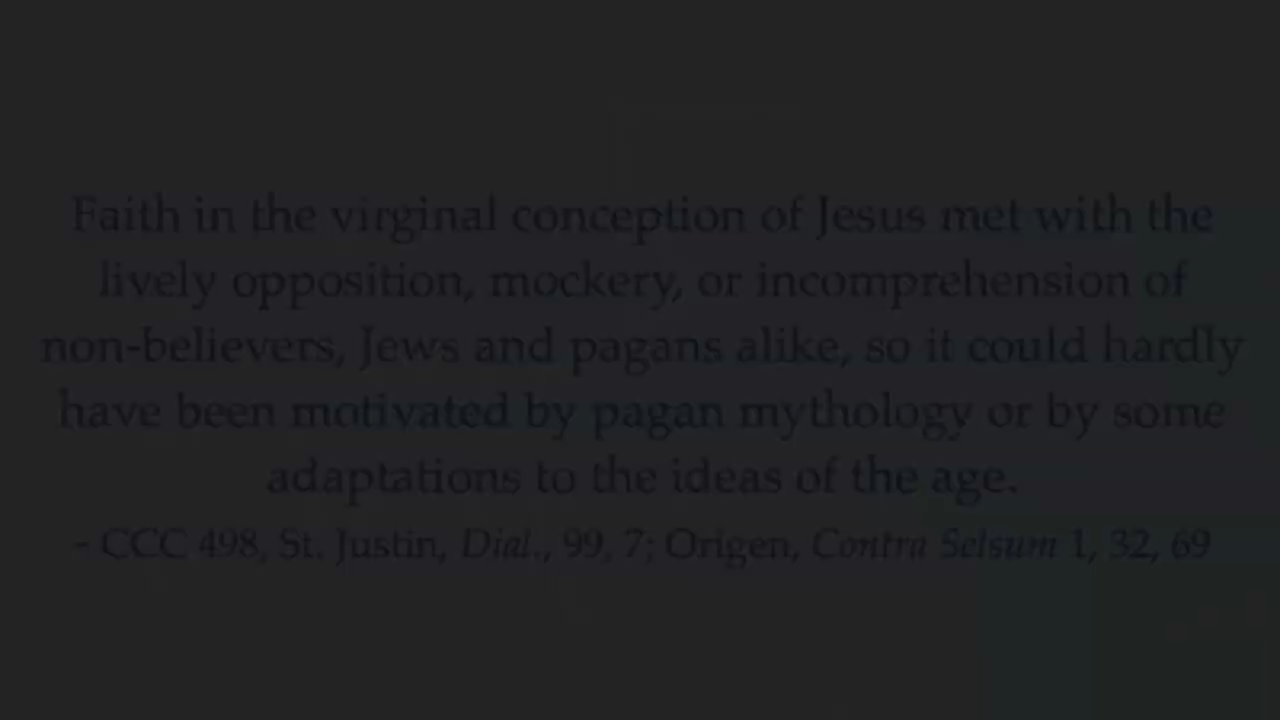 Faith in the virginal conception of Jesus met with the
lively opposition, mockery, or incomprehension of
non-believers, Jews and pagans alike, so it could hardly
have been motivated by pagan mythology or by some
adaptations to the ideas of the age.
- CCC 498, St. Justin, Dial., 99, 7; Origen, Contra Selsum 1, 32, 69